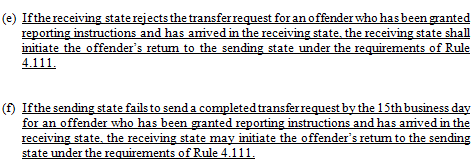 (e) If the receiving state rejects the transfer request for an offender who has been granted
reporting instructions and has arrived in the receiving state, the receiving state shall
initiate the offender's return to the sending state under the requirements of Rule
4.111.
(f) If the sending state fails to send a completed transfer request by the 15th business day
for an offender who has been granted reporting instructions and has arrived in the
receiving state, the receiving state may initiate the offender's return to the sending
state under the requirements of Rule 4.111.